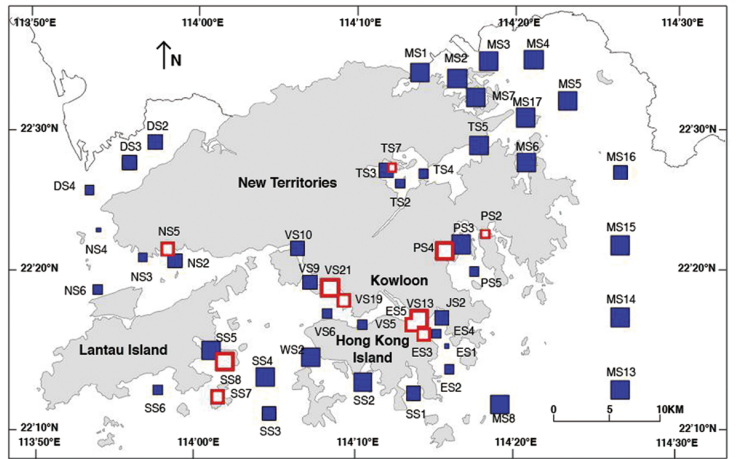 113˚50"E 114˚00"E 114˚10"E 114˚20"E 114˚30"E
N
MS1 MS2 MS3 MS4
MS5
MS7
MS17
22˚30"N 22˚30"N
DS2
DS3
TS5
TS7
MS6
MS16
TS3 TS4
TS2
DS4
New Territories
PS2
NS4 NS5 VS10 PS4 PS3 MS15
NS3 NS2
22˚20"N 22˚20"N
VS9 VS21 Kowloon PS5
NS6
VS19
ES5 VS13 JS2 MS14
VS6 VS5 ES4
Lantau Island SS5 WS2 Hong Kong
Island ES3 ES1
SS4
SS8
SS7
ES2
SS6 SS2 SS1 MS13
SS3 MS8
0 5 10KM
22˚10"N 22˚10"N
113˚50"E 114˚00"E 114˚10"E 114˚20"E 114˚30"E